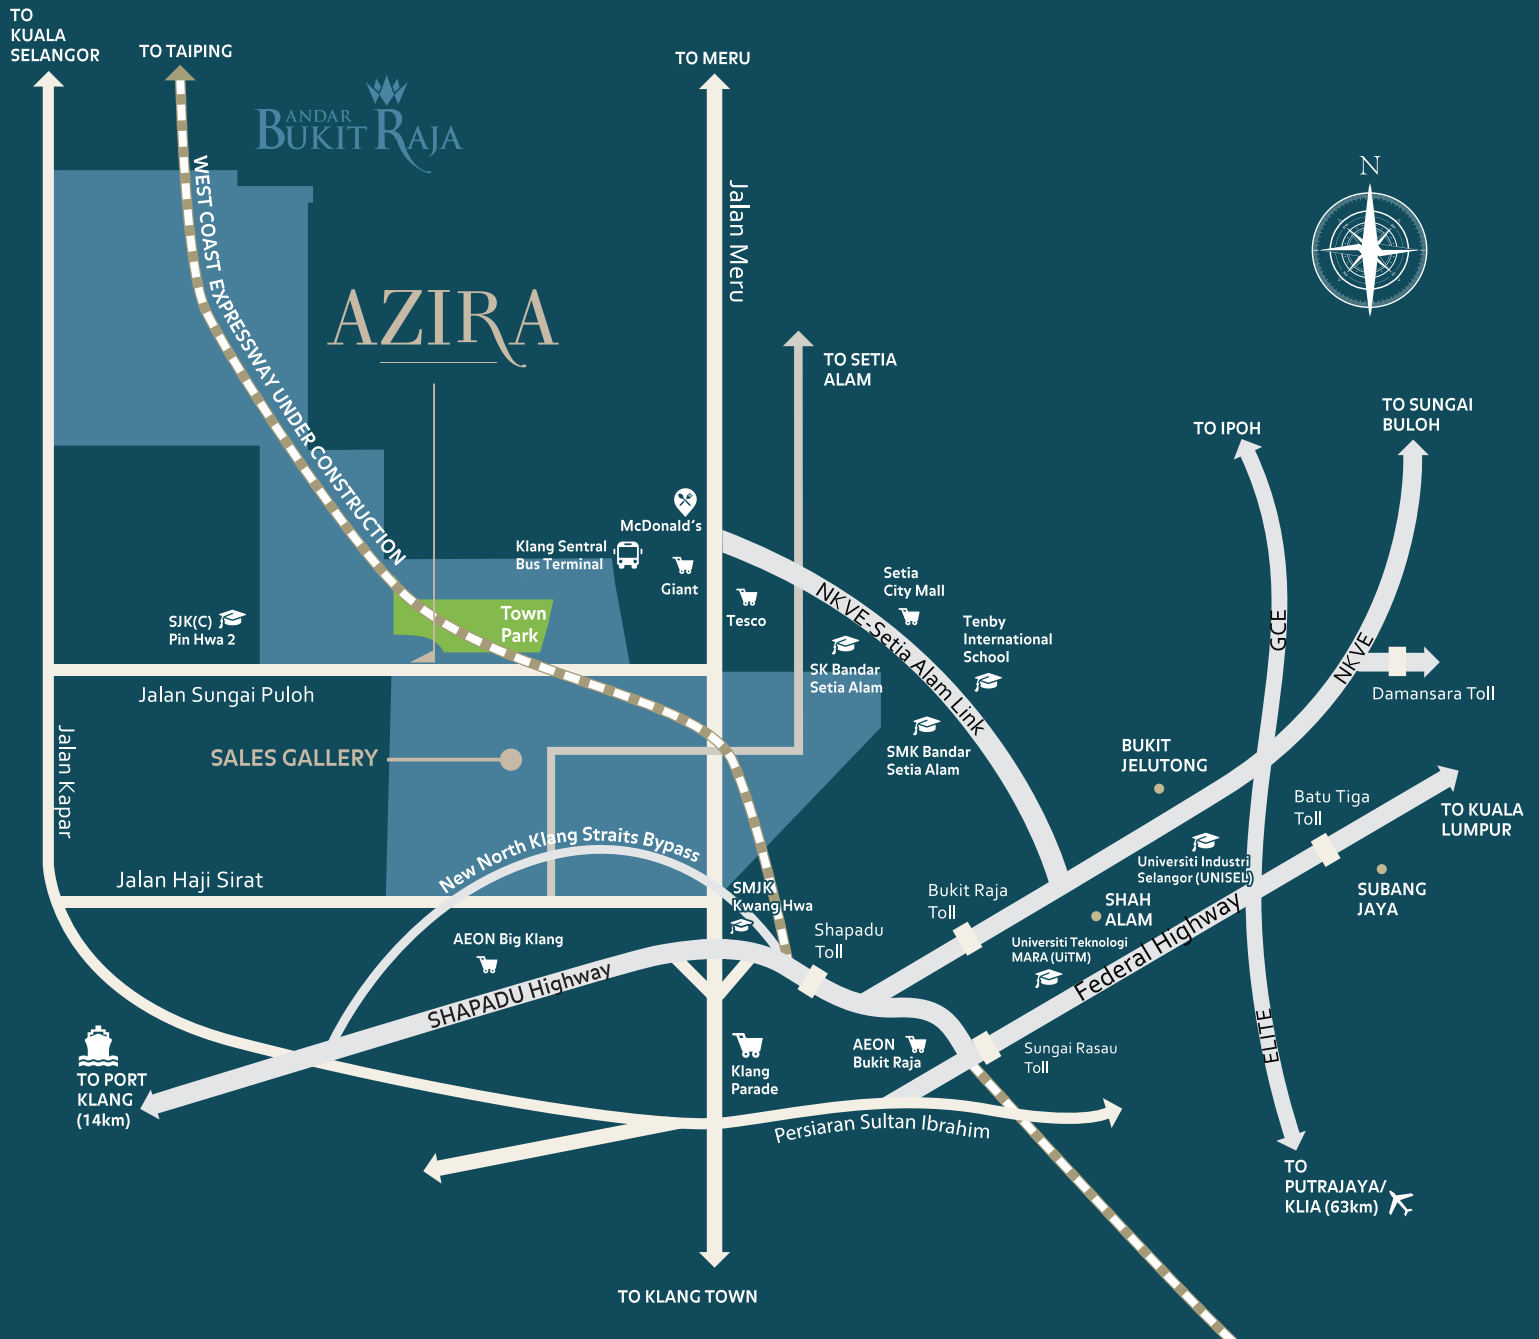 TO
KUALA
SELANGOR
TO TAIPING
TO MERU
BANDAR
BUKIT RAJA
N
WEST COAST EXPRESSWAY UNDER CONSTRUCTION
Jalan Meru
AZIRA
TO SETIA
ALAM
TO IPOH
TO SUNGAI
BULOH
McDonald's
Klang Sentral
Bus Terminal
Giant
Tesco
Setia
City Mall
NKVE-Setia Alam Link
Tenby
International
School
SJK(C)
Pin Hwa 2
Town
Park
SK Bandar
Setia Alam
GCE
NKVE
Damansara Toll
Jalan Sungai Puloh
SMK Bandar
Setia Alam
Jalan Kapar
SALES GALLERY
BUKIT
JELUTONG
Batu Tiga
Toll
TO KUALA
LUMPUR
New North Klang Straits Bypass
Universiti Industri
Selangor (UNISEL)
Jalan Haji Sirat
SMJK
Kwang Hwa
Bukit Raja
Toll
SHAH
ALAM
SUBANG
JAYA
AEON Big Klang
Shapadu
Toll
Universiti Teknologi
MARA (UiTM)
Federal Highway
SHAPADU Highway
ELITE
TO PORT
KLANG
(14km)
Klang
Parade
AEON
Bukit Raja
Sungai Rasau
Toll
Persiaran Sultan Ibrahim
TO
PUTRAJAYA/
KLIA (63km)
TO KLANG TOWN